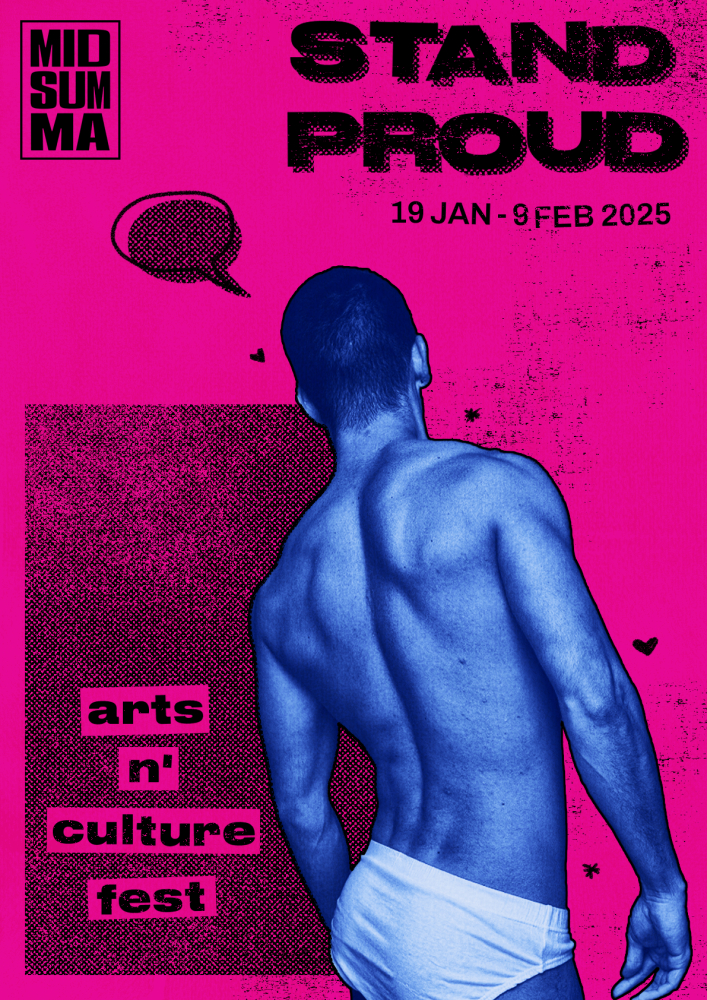 MID
SUM
MA
STAND
PROUD
19 JAN - 9 FEB 2025
arts
n'
culture
fest